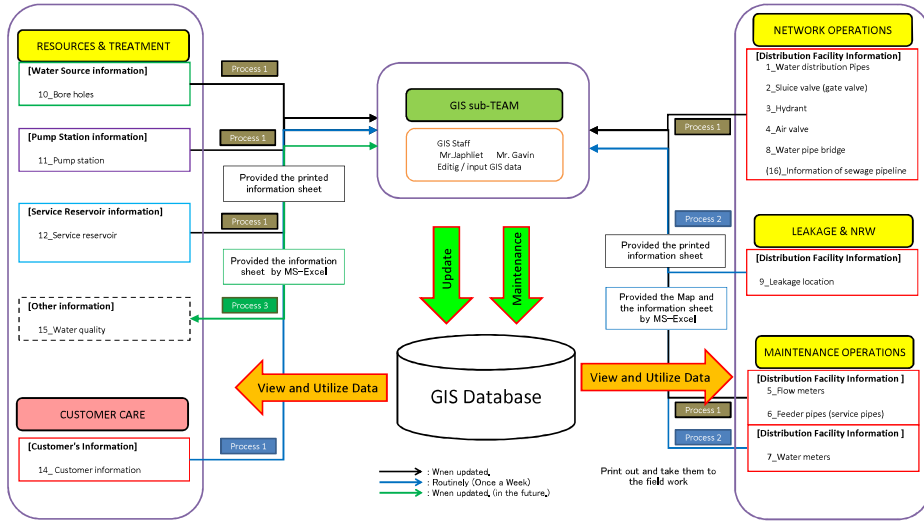 RESOURCES & TREATMENT
[Water Source information]
10_Bore holes
Process 1
[Pump Station information]
11_Pump station
Process 1
Provided the printed
information sheet
[Service Reservoir information]
12_Service reservoir
Process 1
Provided the information
sheet by MS-Excel
[Other information]
15_Water quality
Process 3
CUSTOMER CARE
[Customer's Information]
14_Customer information
Process 1
GIS sub-TEAM
GIS Staff
Mr.Japhliet Mr. Gavin
Editig / input GIS data
Update
Maintenance
GIS Database
View and Utilize Data
View and Utilize Data
: Wnen updated.
: Routinely (Once a Week)
: When updated. (in the future.)
Print out and take them to
the field work
NETWORK OPERATIONS
[Distribution Facility Information]
1_Water distribution Pipes
2_Sluice valve (gate valve)
3_Hydrant
4_Air valve
8_Water pipe bridge
(16)_Information of sewage pipeline
Process 1
Process 2
Provided the printed
information sheet
Provided the Map and
the information sheet
by MS-Excel
LEAKAGE & NRW
[Distribution Facility Information]
9_Leakage location
MAINTENANCE OPERATIONS
[Distribution Facility Information ]
5_Flow meters
6_Feeder pipes (service pipes)
Process 1
Process 2
[Distribution Facility Information ]
7_Water meters